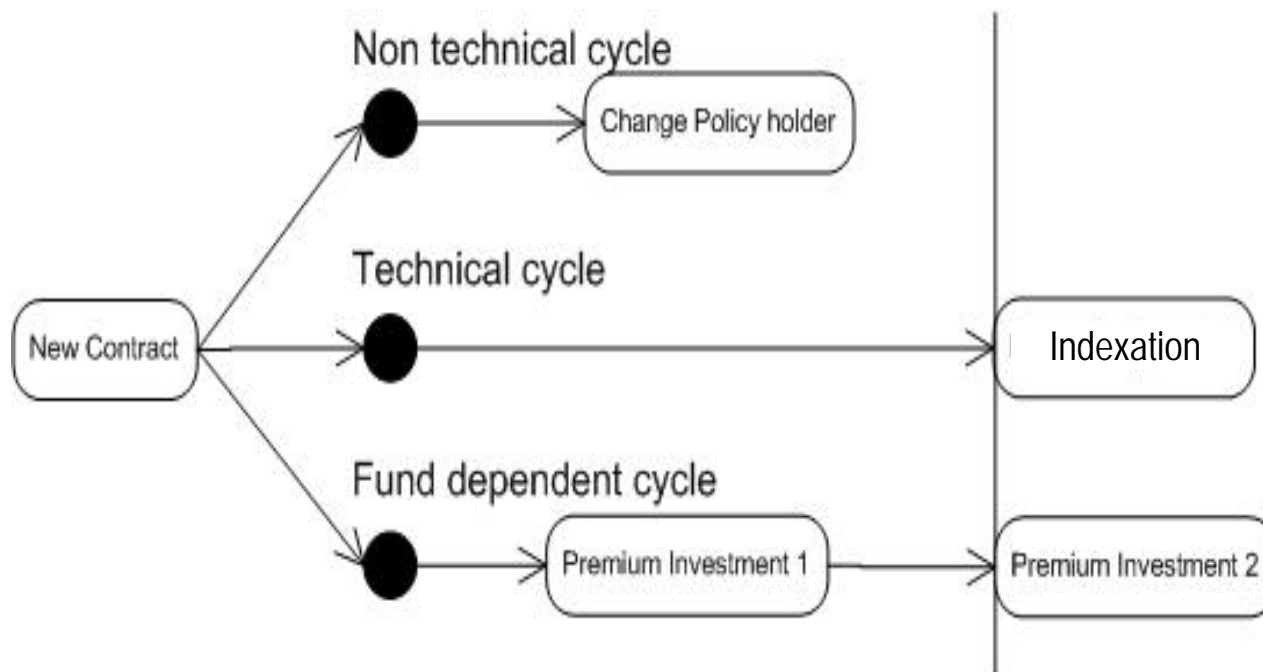 Non technical cycle
Change Policy holder
Technical cycle
New Contract
Indexation
Fund dependent cycle
Premium Investment 1
Premium Investment 2